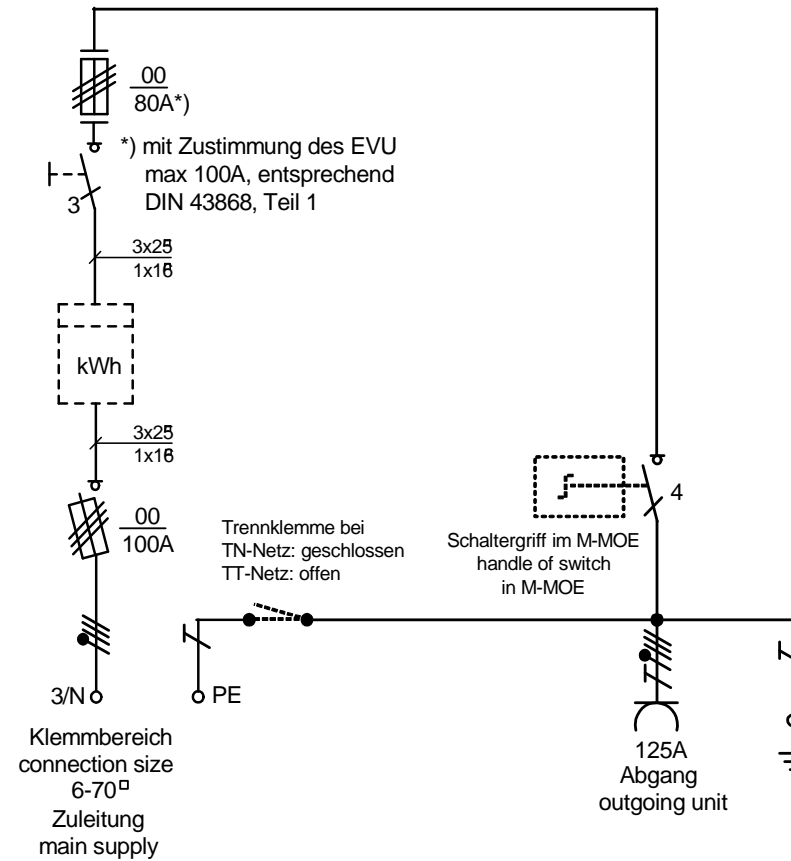 00
80A*)
*) mit Zustimmung des EVU
max 100A, entsprechend
DIN 43868, Teil 1
3
3x25
1x16
kWh
3x25
1x16
00
100A
Trennklemme bei
TN-Netz: geschlossen
TT-Netz: offen
4
Schaltergriff im M-MOE
handle of switch
in M-MOE
3/N
PE
Klemmbereich
connection size
6-70□
Zuleitung
main supply
125A
Abgang
outgoing unit